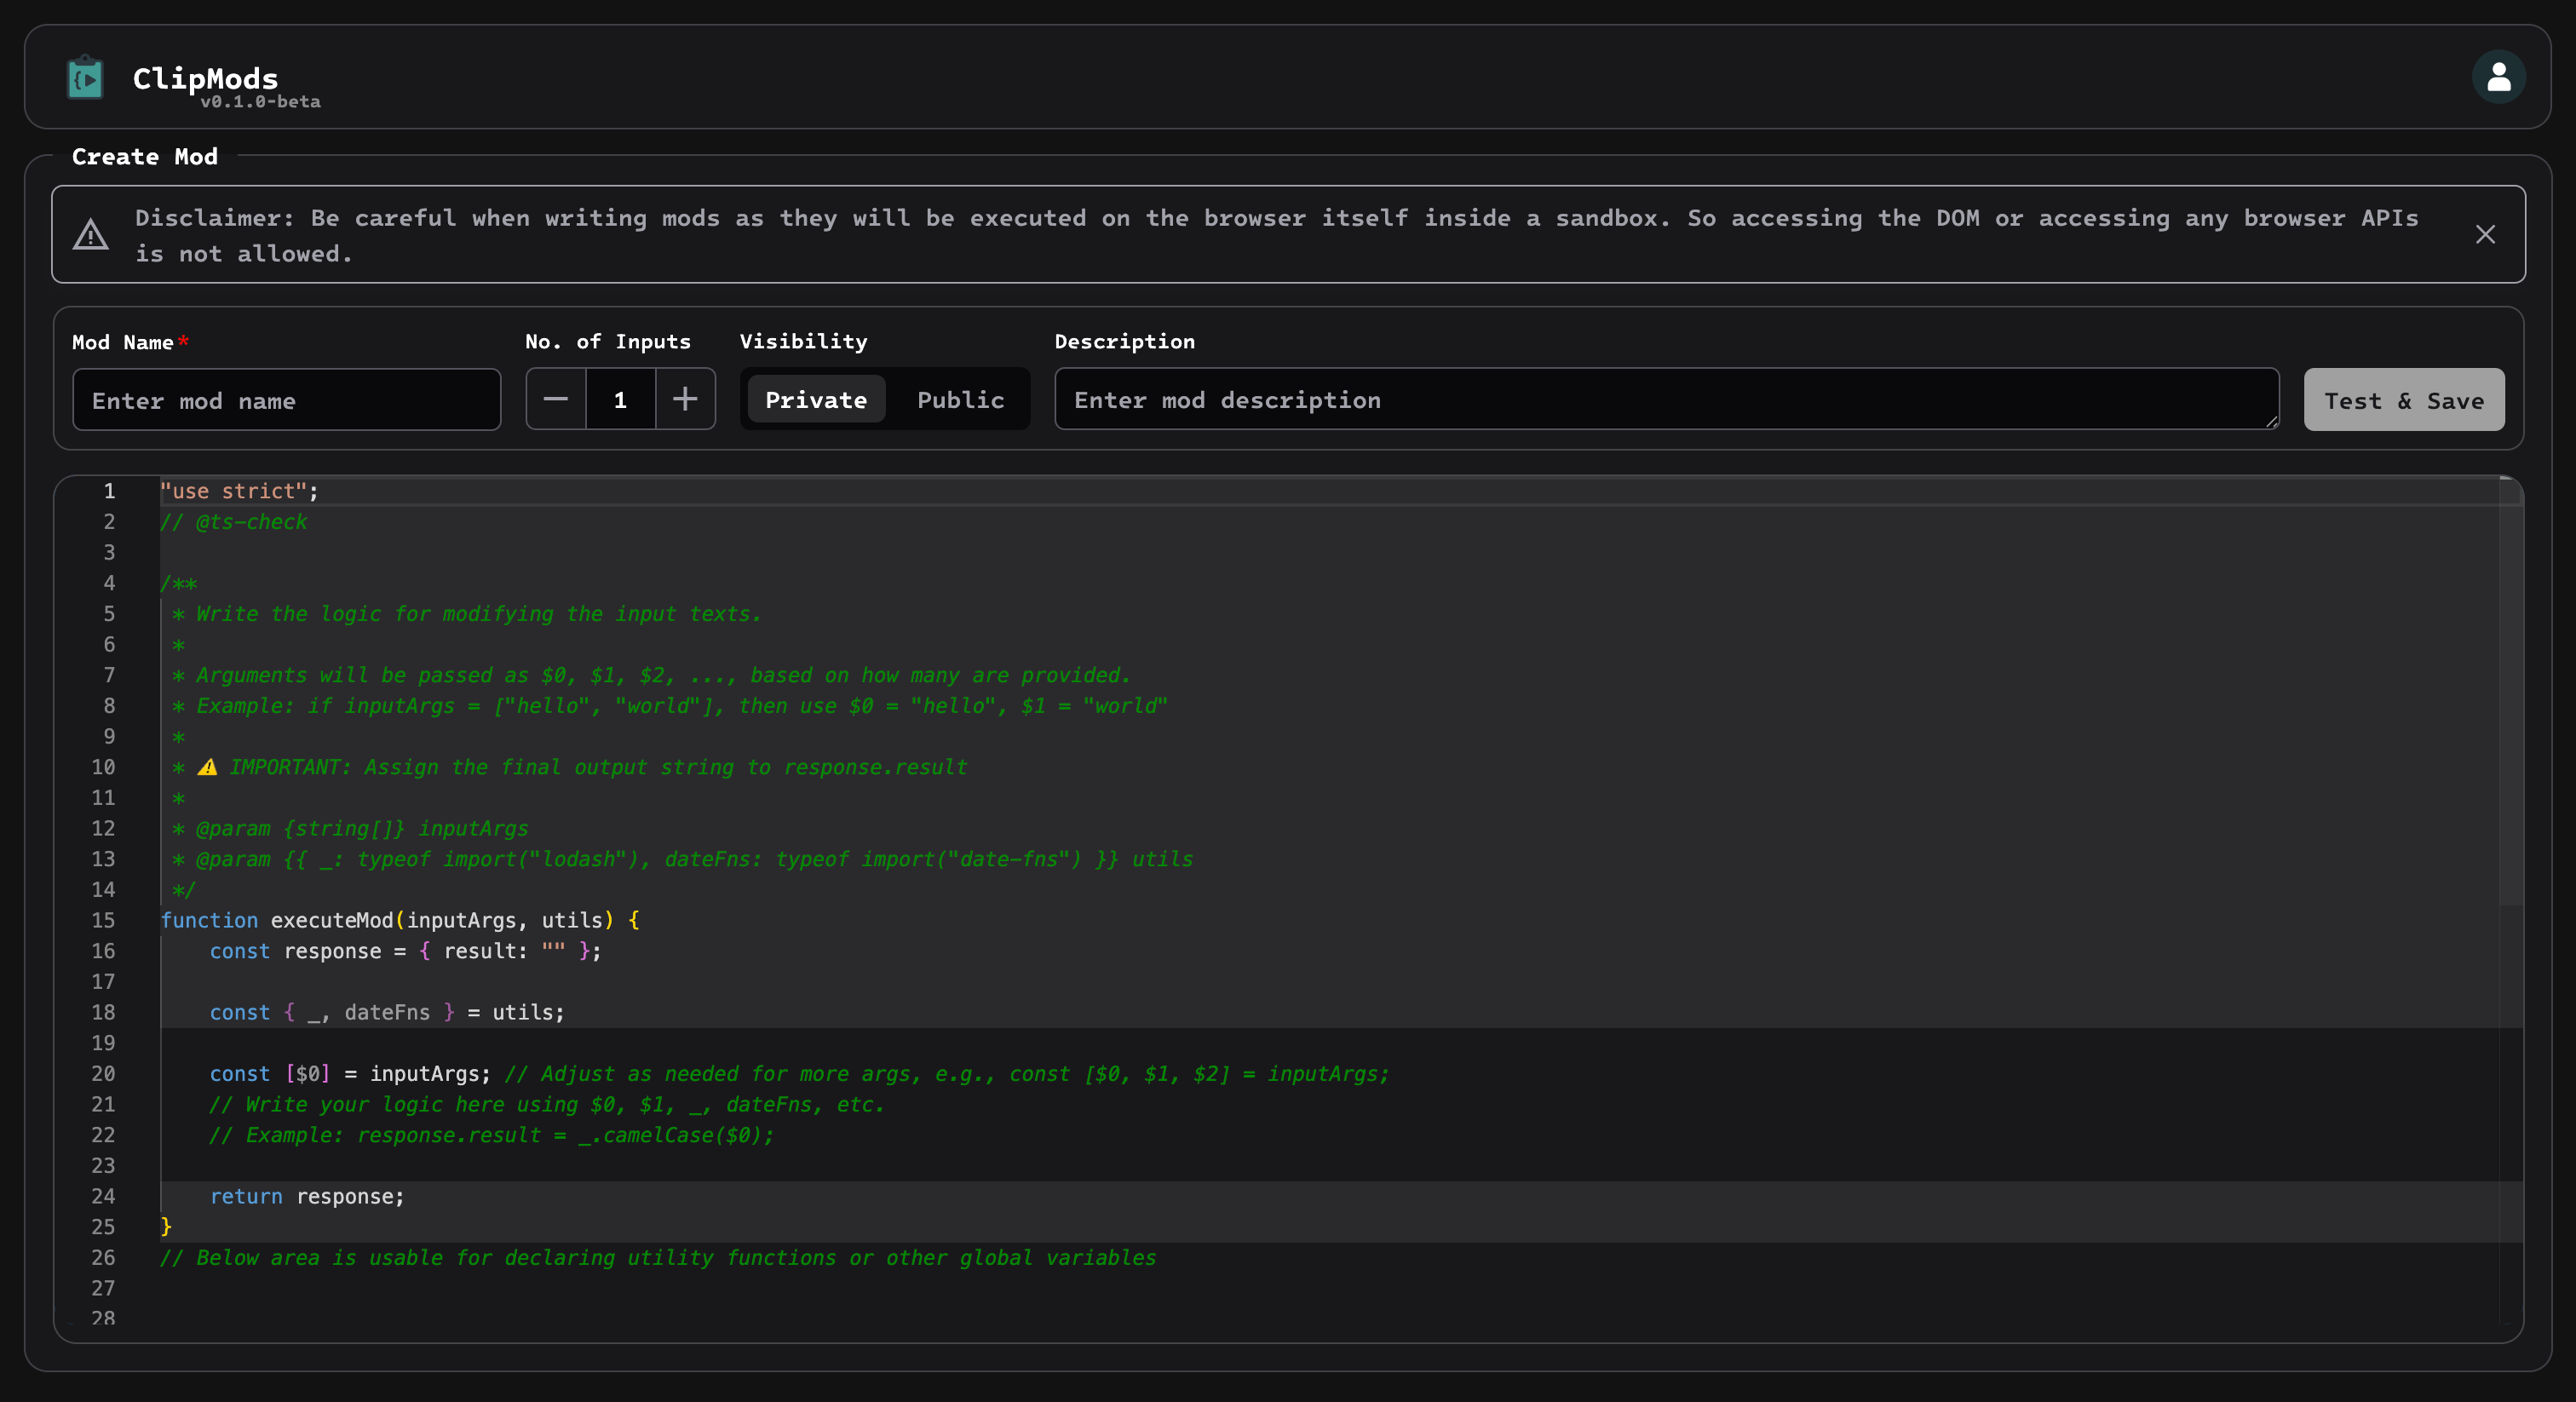 ClipMods
v0.1.0-beta
Create Mod
Disclaimer: Be careful when writing mods as they will be executed on the browser itself inside a sandbox. So accessing the DOM or accessing any browser APIs
is not allowed.
Mod Name*
No. of Inputs
Visibility
Description
Enter mod name
1
Private
Public
Enter mod description
Test & Save
1 "use strict";
2 // @ts-check
3
4 /**
5 * Write the logic for modifying the input texts.
6 *
7 * Arguments will be passed as $0, $1, $2, ..., based on how many are provided.
8 * Example: if inputArgs = ["hello", "world"], then use $0 = "hello", $1 = "world"
9 *
10 * ⚠️ IMPORTANT: Assign the final output string to response.result
11 *
12 * @param {string[]} inputArgs
13 * @param {{ _: typeof import("lodash"), dateFns: typeof import("date-fns") }} utils
14 */
15 function executeMod(inputArgs, utils) {
16 const response = { result: "" };
17
18 const { _, dateFns } = utils;
19
20 const [$0] = inputArgs; // Adjust as needed for more args, e.g., const [$0, $1, $2] = inputArgs;
21 // Write your logic here using $0, $1, _, dateFns, etc.
22 // Example: response.result = _.camelCase($0);
23
24 return response;
25 }
26 // Below area is usable for declaring utility functions or other global variables
27
28